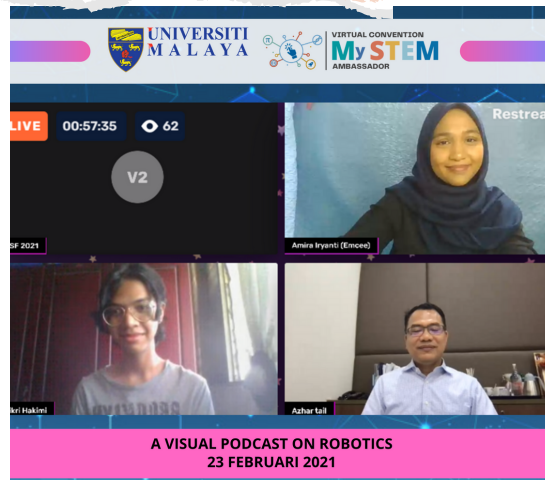 UNIVERSITI
MALAYA
VIRTUAL CONVENTION
My STEM
AMBASSADOR
LIVE
00:57:35
62
Restrea
V2
SF 2021
Amira Iryanti (Emcee)
kri Hakimi
Azhar tail
A VISUAL PODCAST ON ROBOTICS
23 FEBRUARI 2021